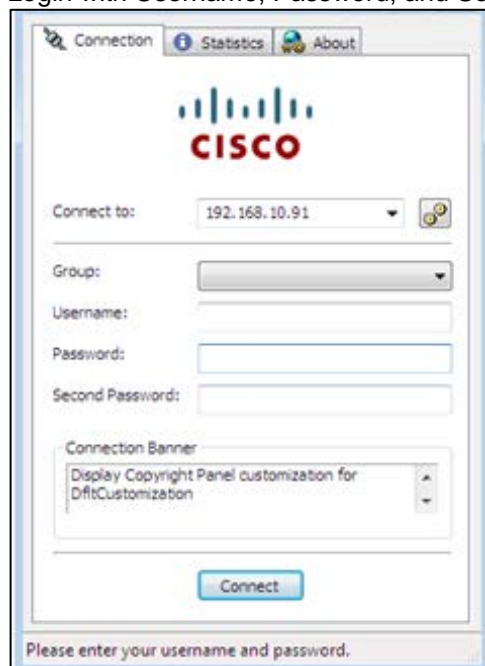 Login with Username, Password, and
Connection Statistics About
CISCO
Connect to: 192.168.10.91
Group:
Username:
Password:
Second Password:
Connection Banner
Display Copyright Panel customization for
DfltCustomization
Connect
Please enter your username and password.